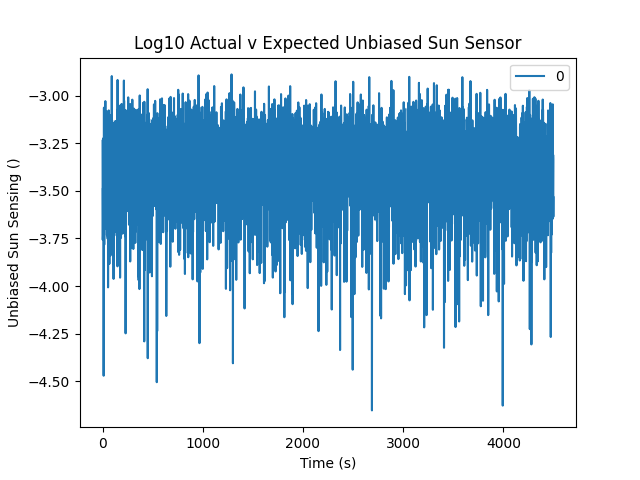 Log10 Actual v Expected Unbiased Sun Sensor
0
−3.00
−3.25
−3.50
−3.75
−4.00
−4.25
−4.50
Unbiased Sun Sensing ()
0 1000 2000 3000 4000
Time (s)